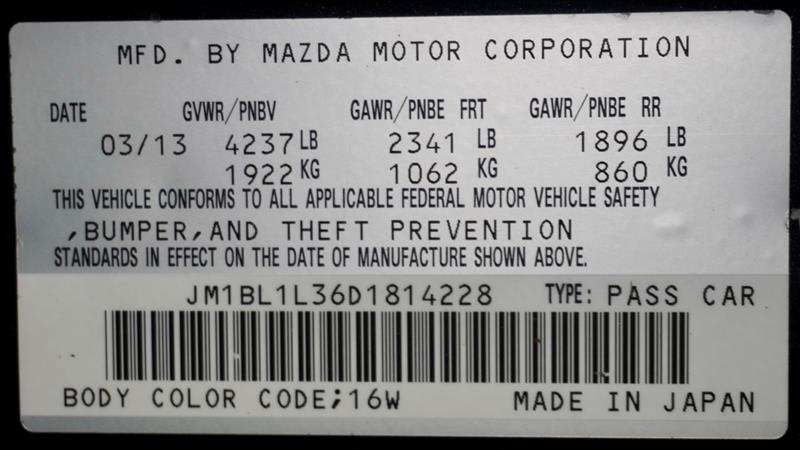 MFD. BY MAZDA MOTOR CORPORATION
DATE GVWR/PNBV GAWR/PNBE FRT GAWR/PNBE RR
03/13 4237 LB 2341 LB 1896 LB
1922 KG 1062 KG 860 KG
THIS VEHICLE CONFORMS TO ALL APPLICABLE FEDERAL MOTOR VEHICLE SAFETY
,BUMPER,AND THEFT PREVENTION
STANDARDS IN EFFECT ON THE DATE OF MANUFACTURE SHOWN ABOVE.
JM1BL1L36D1814228 TYPE: PASS CAR
BODY COLOR CODE;16W MADE IN JAPAN